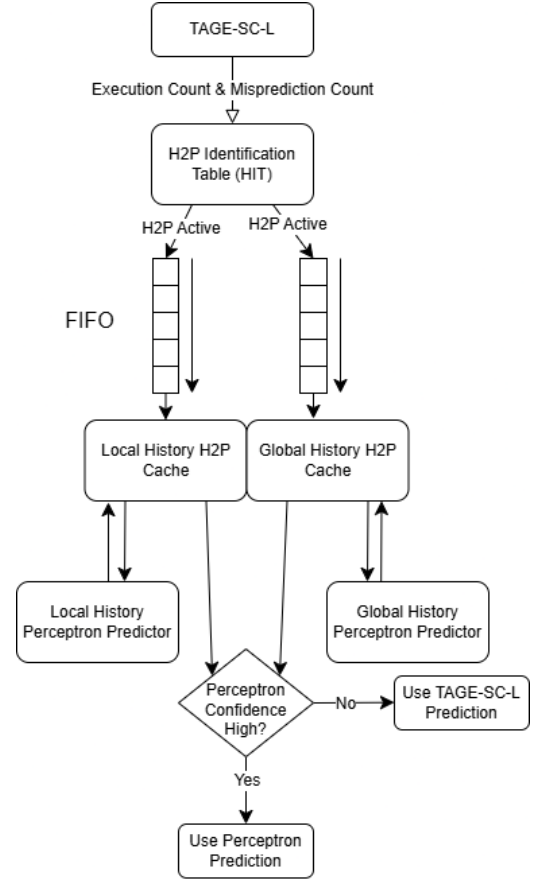 TAGE-SC-L
Execution Count & Misprediction Count
H2P Identification
Table (HIT)
H2P Active
H2P Active
FIFO
Local History H2P
Cache
Global History H2P
Cache
Local History
Perceptron Predictor
Global History
Perceptron Predictor
Perceptron
Confidence
High?
No
Use TAGE-SC-L
Prediction
Yes
Use Perceptron
Prediction